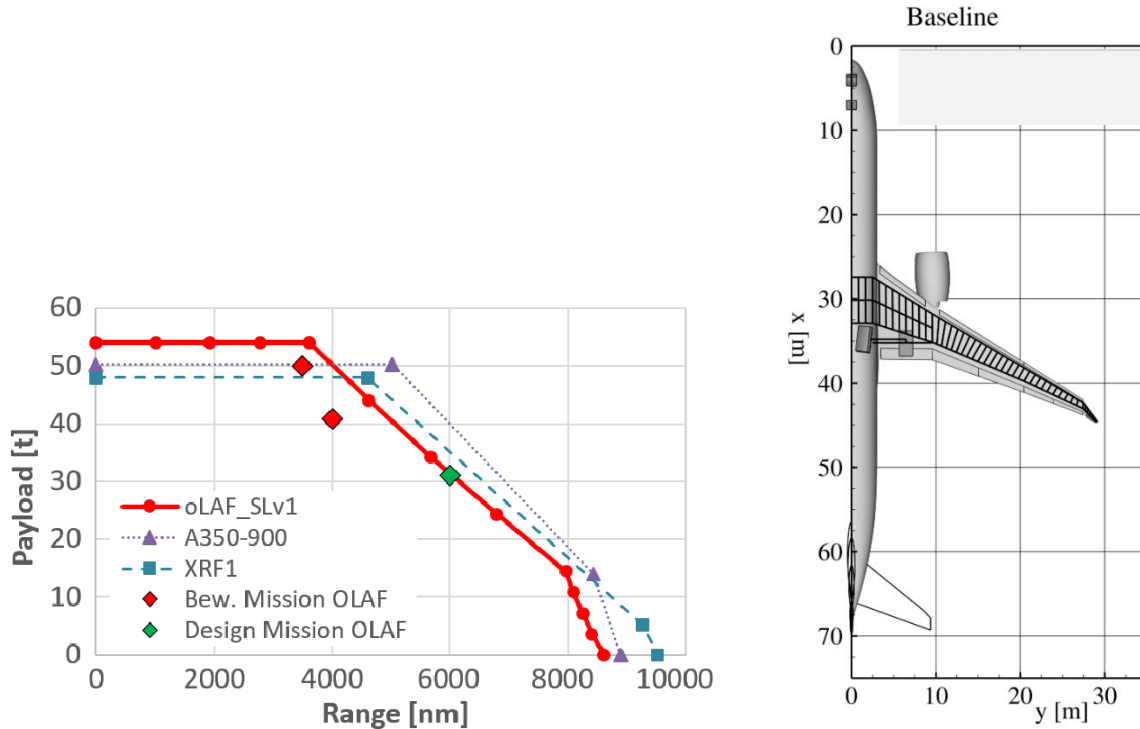 Baseline
60
50
40
30
20
10
0
Payload [t]
oLAF_SLv1
A350-900
XRF1
Bew. Mission OLAF
Design Mission OLAF
0 2000 4000 6000 8000 10000
Range [nm]
0
10
20
30
40
50
60
70
x [m]
0 10 20 30
y [m]